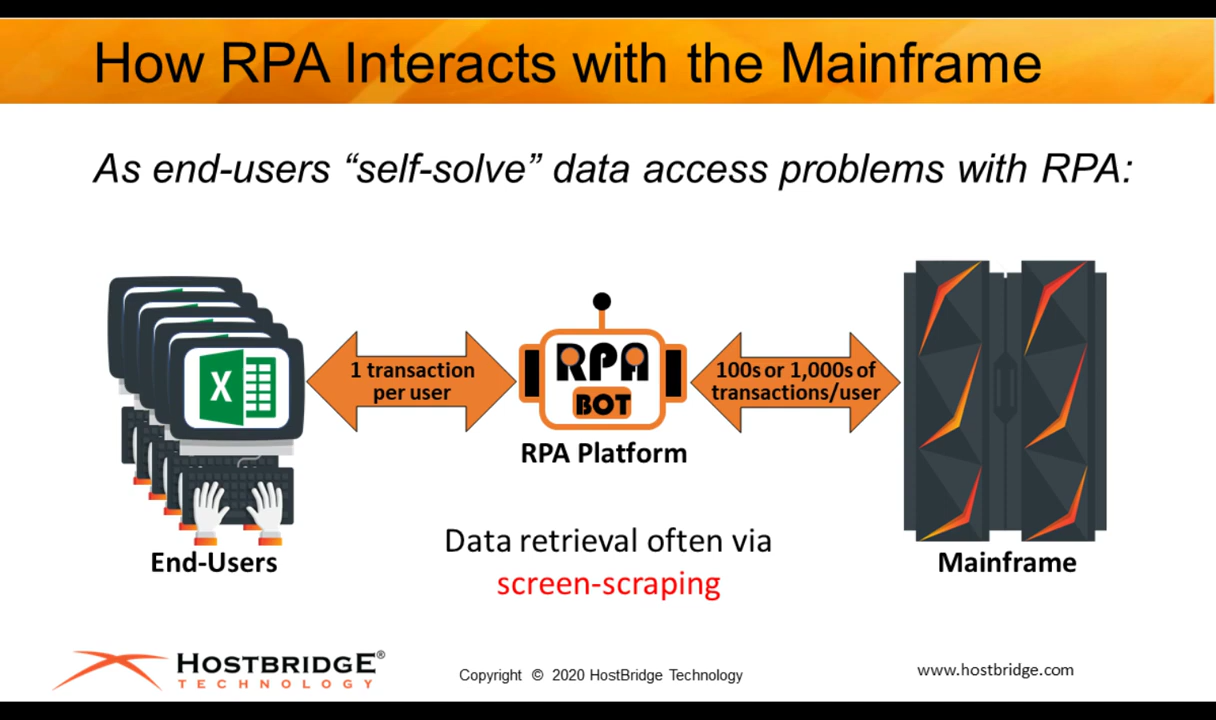 How RPA Interacts with the Mainframe
As end-users “self-solve” data access problems with RPA:
X
1 transaction
per user
RPA
BOT
100s or 1,000s of
transactions/user
RPA Platform
Data retrieval often via
screen-scraping
End-Users
Mainframe
HOSTBRIDGE®
TECHNOLOGY
Copyright © 2020 HostBridge Technology
www.hostbridge.com